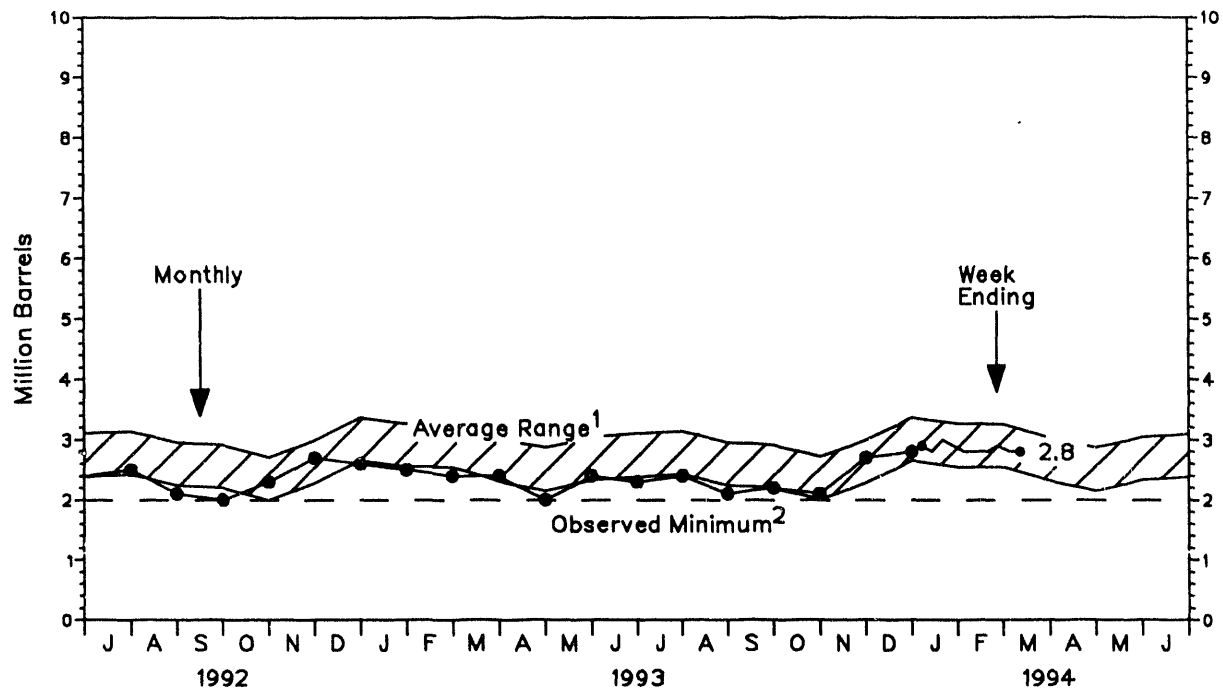 10 10
9 9
8 8
7 7
6 6
5 5
4 4
3 3
2 2
1 1
0 0
Million Barrels
Monthly
Week
Ending
Average Range1
2.8
Observed Minimum2
J A S O N D J F M A M J J A S O N D J F M A M J
1992 1993 1994